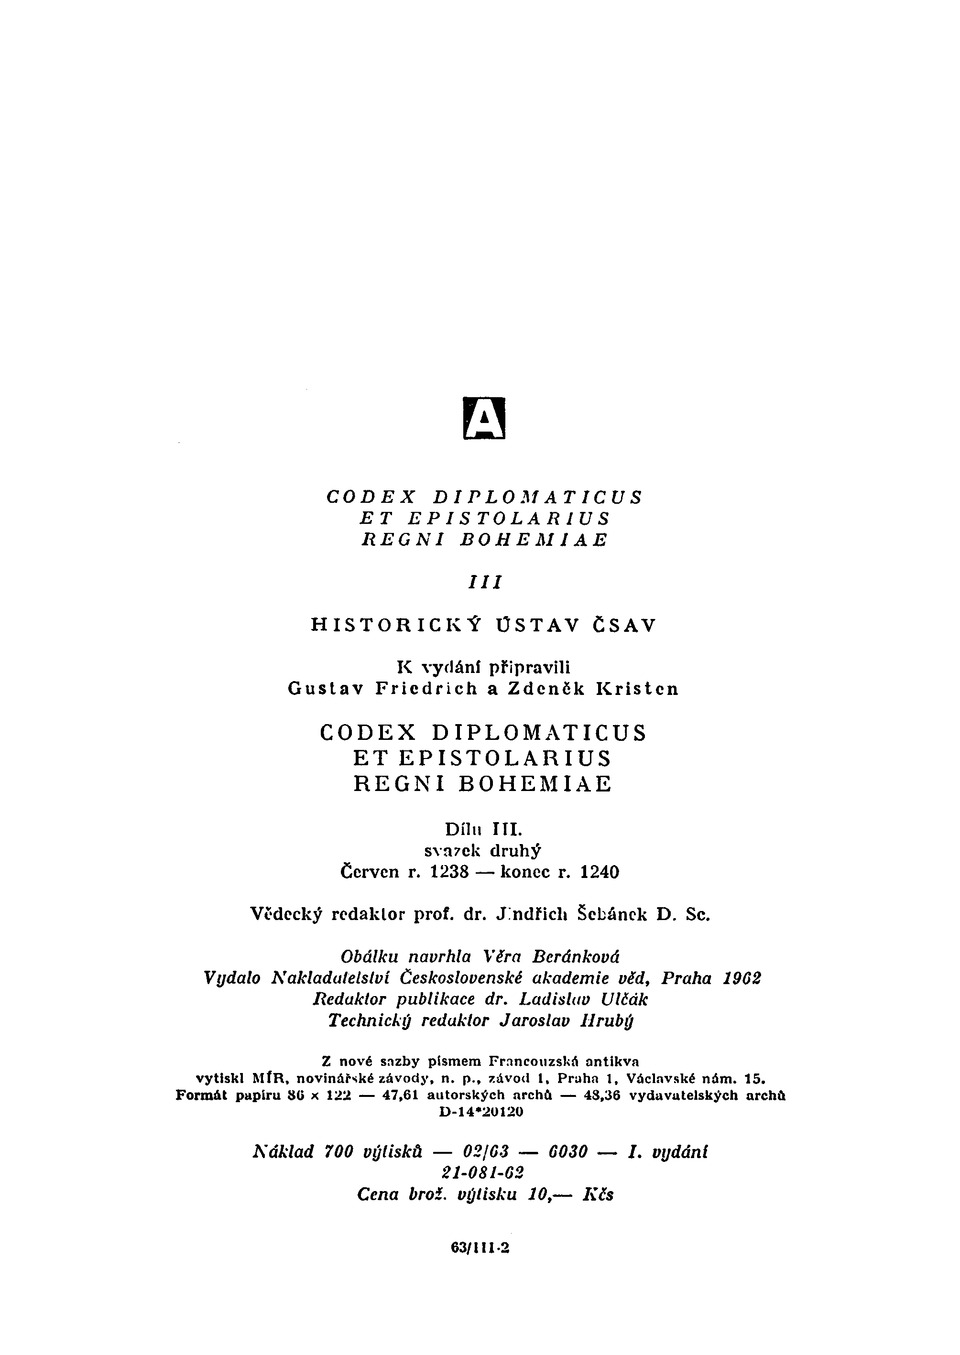 A
CODEX DIPLOMATICUS
ET EPISTOLARIUS
REGNI BOHEMIAE
III
HISTORICKÝ ÚSTAV ČSAV
K vydání připravili
Gustav Friedrich a Zdeněk Kristen
CODEX DIPLOMATICUS
ET EPISTOLARIUS
REGNI BOHEMIAE
Dílu III.
svazek druhý
Červen r. 1238 — konec r. 1240
Vědecký redaktor prof. dr. Jindřich Šebánek D. Sc.
Obálku navrhla Věra Beránková
Vydalo Nakladatelství Československé akademie věd, Praha 1962
Redaktor publikace dr. Ladislav Ulčák
Technický redaktor Jaroslav Hrubý
Z nové sazby písmem Francouzská antikva
vytiskl MÍR, novinářské závody, n. p., závod 1, Praha 1, Václavské nám. 15.
Formát papíru 86 x 122 — 47,61 autorských archů — 48,36 vydavatelských archů
D-14*20120
Náklad 700 výtisků — 02/63 — 6030 — I. vydání
21-081-62
Cena brož. výtisku 10,— Kčs
63/III-2